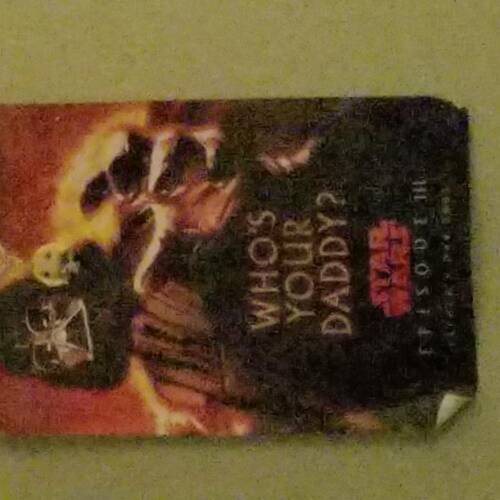 WHO'S
YOUR
DADDY?
STAR
WARS
EPISODE III